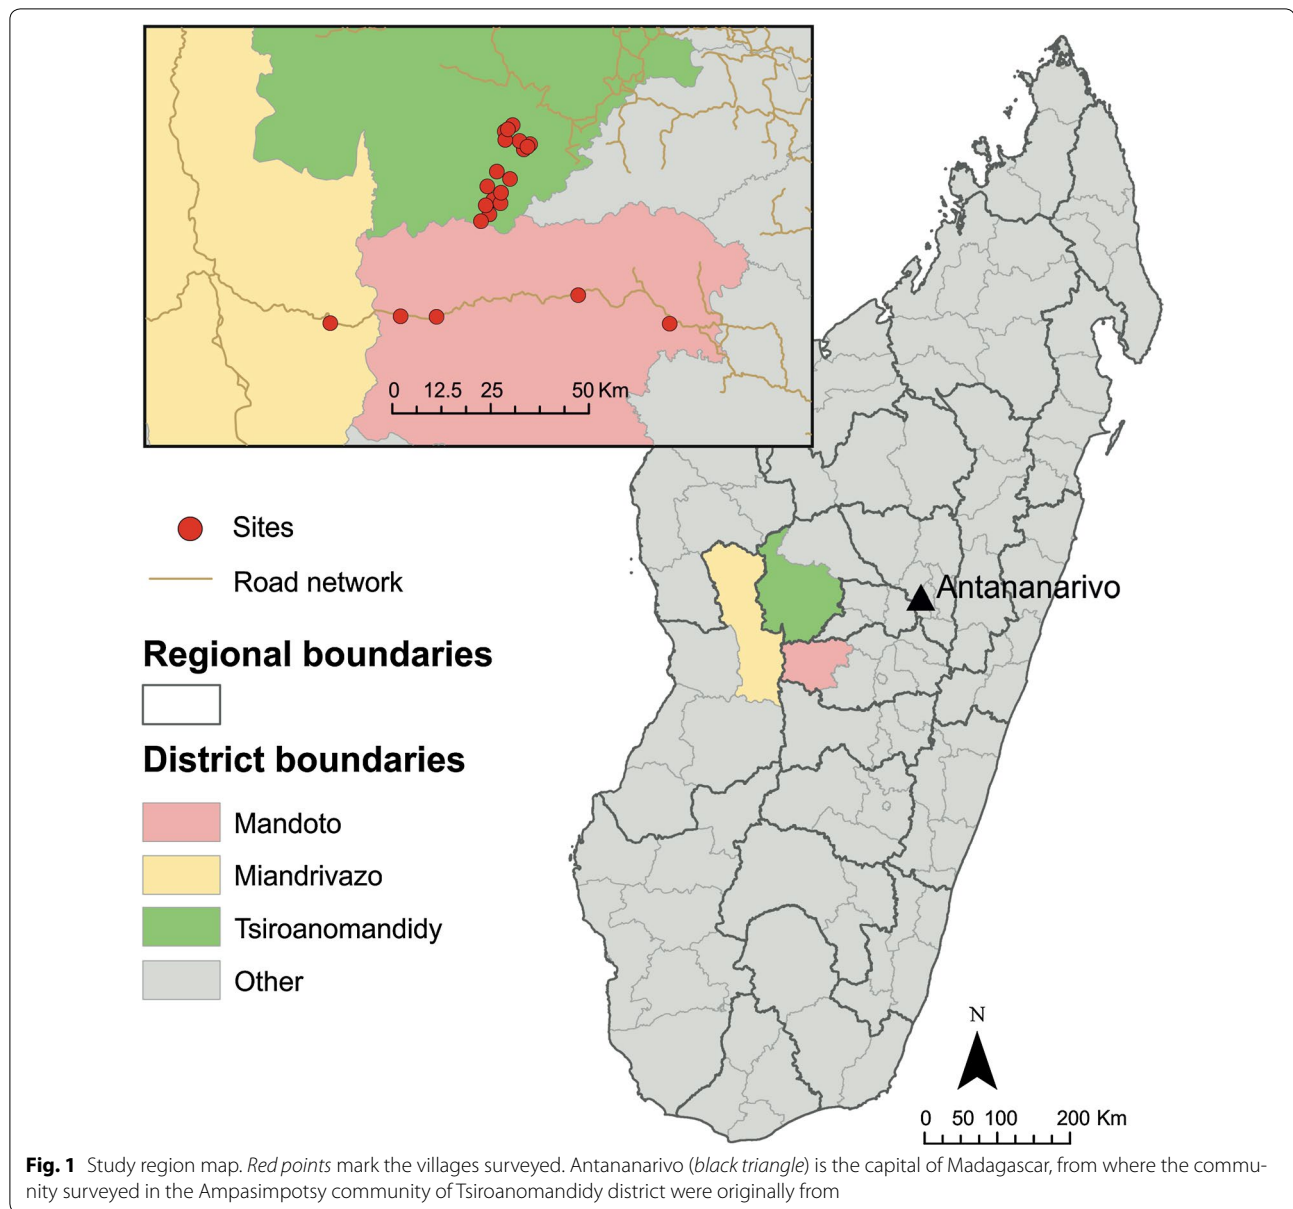 0 12.5 25 50 Km
Sites
Road network
Antananarivo
Regional boundaries
District boundaries
Mandoto
Miandrivazo
Tsiroanomandidy
Other
N
0 50 100 200 Km
Fig. 1 Study region map. Red points mark the villages surveyed. Antananarivo (black triangle) is the capital of Madagascar, from where the commu-
nity surveyed in the Ampasimpotsy community of Tsiroanomandidy district were originally from